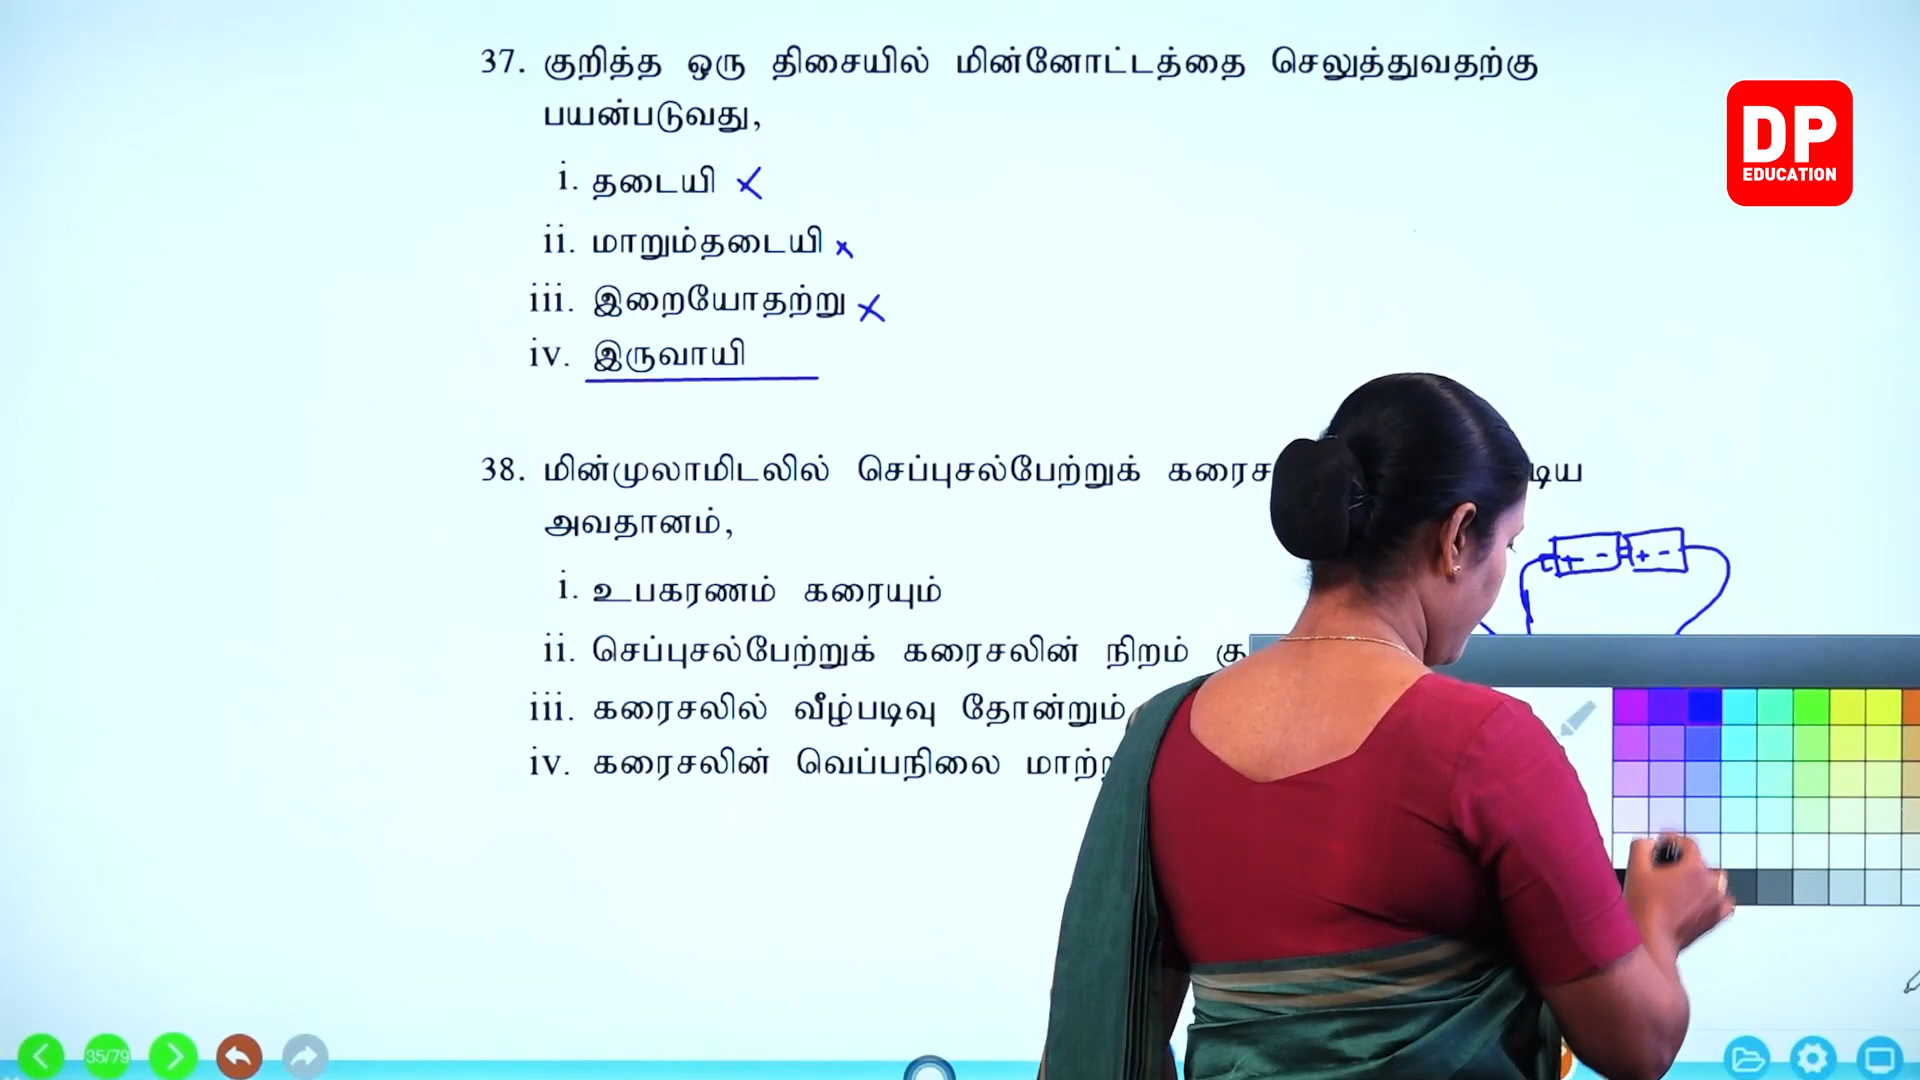 37. குறித்த ஒரு திசையில் மின்னோட்டத்தை செலுத்துவதற்கு
பயன்படுவது,
i. தடையி
ii. மாறும்தடையி
iii. இறையோதற்று
iv. இருவாயி
38. மின்முலாமிடலில் செப்புசல்பேற்றுக்
அவதானம்,
i. உபகரணம் கரையும்
ii. செப்புசல்பேற்றுக் கரைசலின் நிறம்
iii. கரைசலில் வீழ்படிவு தோன்றும்
iv. கரைசலின் வெப்பநிலை
DP
EDUCATION
+ - + -
35/79